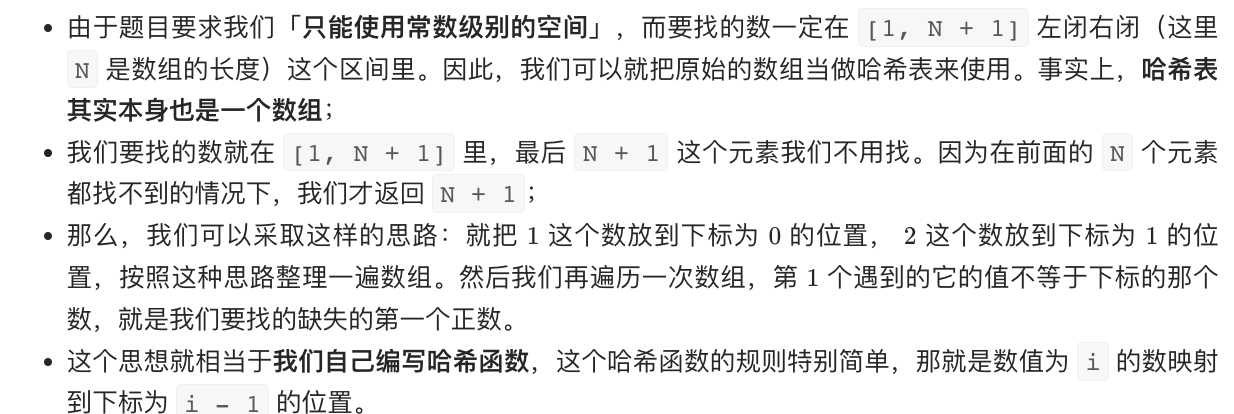 • 由于题目要求我们「只能使用常数级别的空间」，而要找的数一定在 [1, N + 1] 左闭右闭（这里
N 是数组的长度）这个区间里。因此，我们可以就把原始的数组当做哈希表来使用。事实上，哈希表
其实本身也是一个数组；
• 我们要找的数就在 [1, N + 1] 里，最后 N + 1 这个元素我们不用找。因为在前面的 N 个元素
都找不到的情况下，我们才返回 N + 1；
• 那么，我们可以采取这样的思路：就把 1 这个数放到下标为 0 的位置， 2 这个数放到下标为 1 的位
置，按照这种思路整理一遍数组。然后我们再遍历一次数组，第 1 个遇到的它的值不等于下标的那个
数，就是我们要找的缺失的第一个正数。
• 这个思想就相当于我们自己编写哈希函数，这个哈希函数的规则特别简单，那就是数值为 i 的数映射
到下标为 i - 1 的位置。